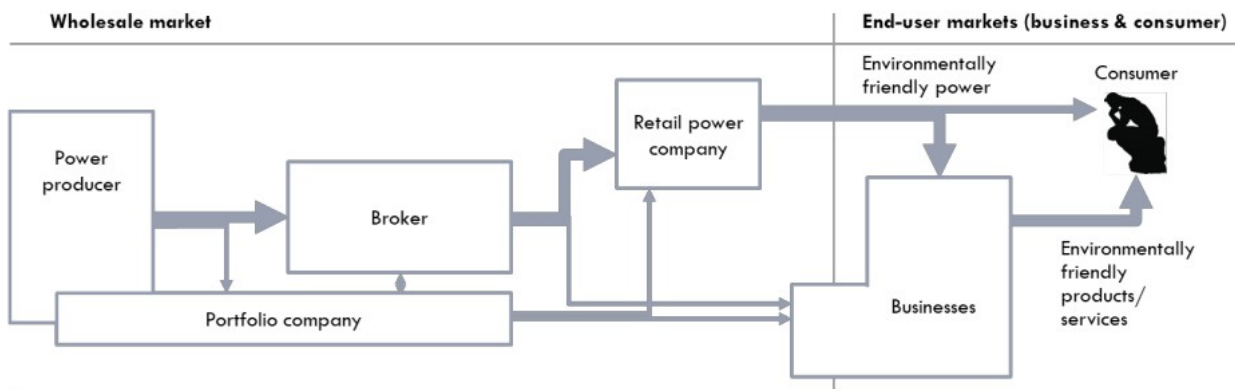 Wholesale market
End-user markets (business & consumer)
Environmentally
friendly power
Consumer
Retail power
company
Power
producer
Broker
Portfolio company
Businesses
Environmentally
friendly
products/
services